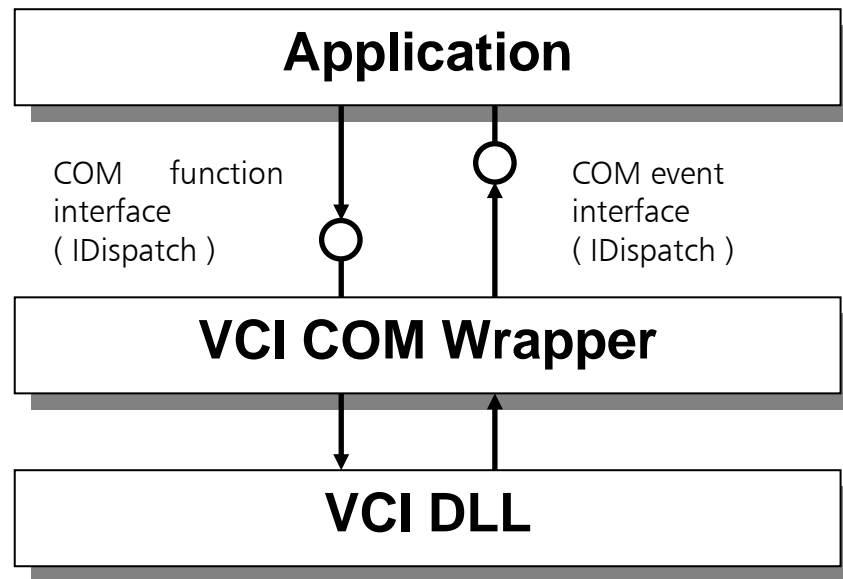 Application
COM function
interface
( IDispatch )
COM event
interface
( IDispatch )
VCI COM Wrapper
VCI DLL